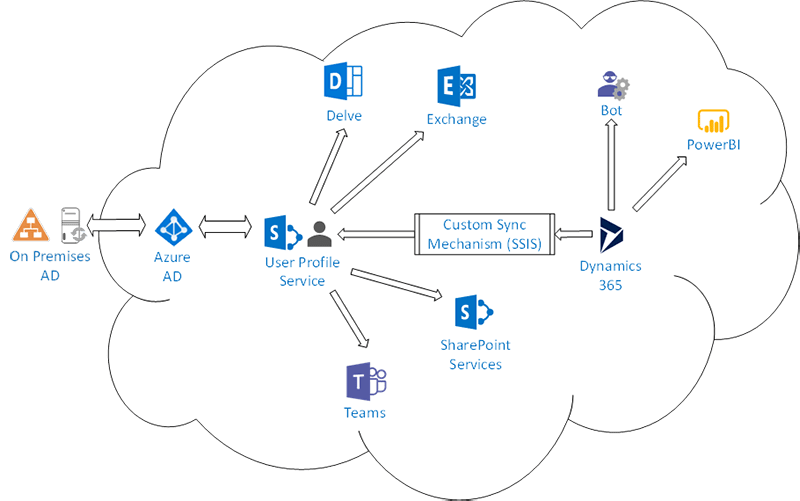 Delve
Exchange
Bot
PowerBI
On Premises
AD
Azure
AD
User Profile
Service
Custom Sync
Mechanism (SSIS)
Dynamics
365
SharePoint
Services
Teams